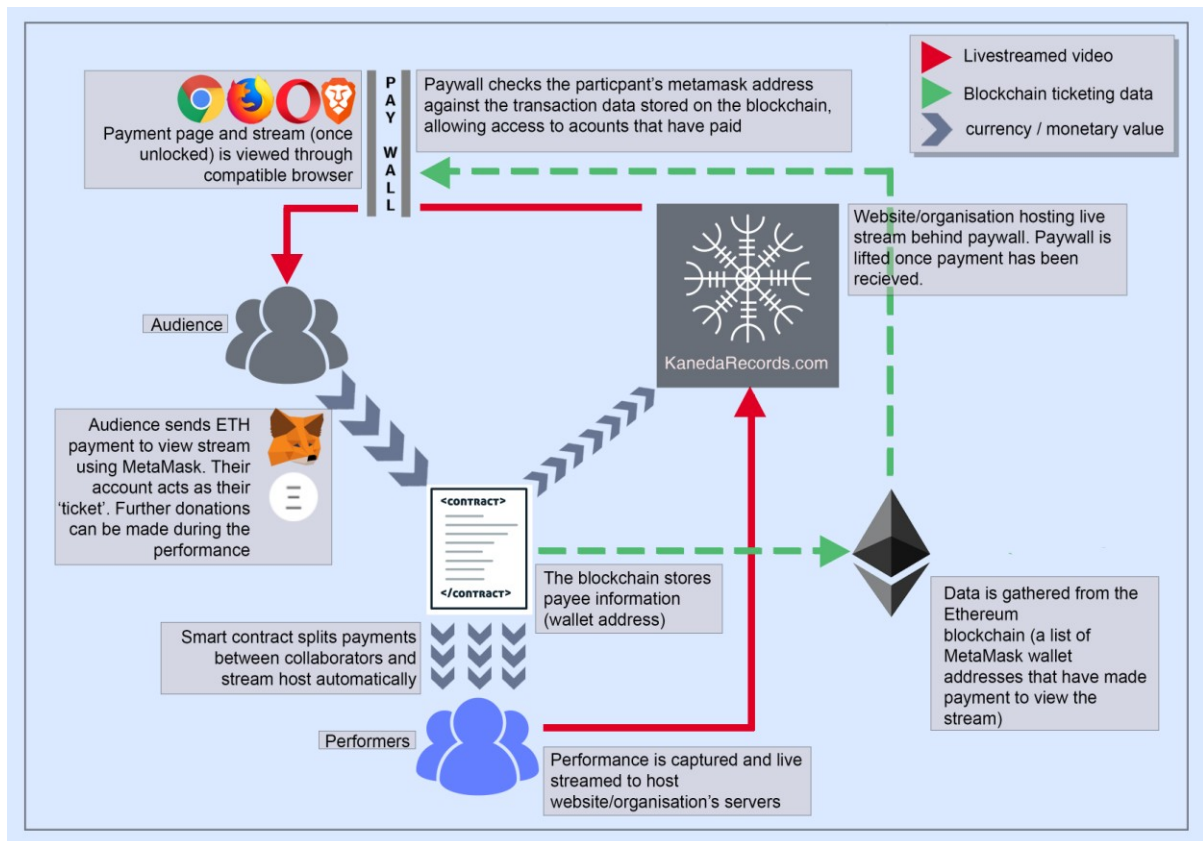 Livestreamed video
Blockchain ticketing data
currency / monetary value
Payment page and stream (once
unlocked) is viewed through
compatible browser
PAY WALL
Paywall checks the particpant's metamask address
against the transaction data stored on the blockchain,
allowing access to acounts that have paid
Website/organisation hosting live
stream behind paywall. Paywall is
lifted once payment has been
recieved.
KanedaRecords.com
Audience
Audience sends ETH
payment to view stream
using MetaMask. Their
account acts as their
‘ticket’. Further donations
can be made during the
performance
<CONTRACT>
</CONTRACT>
The blockchain stores
payee information
(wallet address)
Data is gathered from the
Ethereum
blockchain (a list of
MetaMask wallet
addresses that have made
payment to view the
stream)
Smart contract splits payments
between collaborators and
stream host automatically
Performers
Performance is captured and live
streamed to host
website/organisation's servers